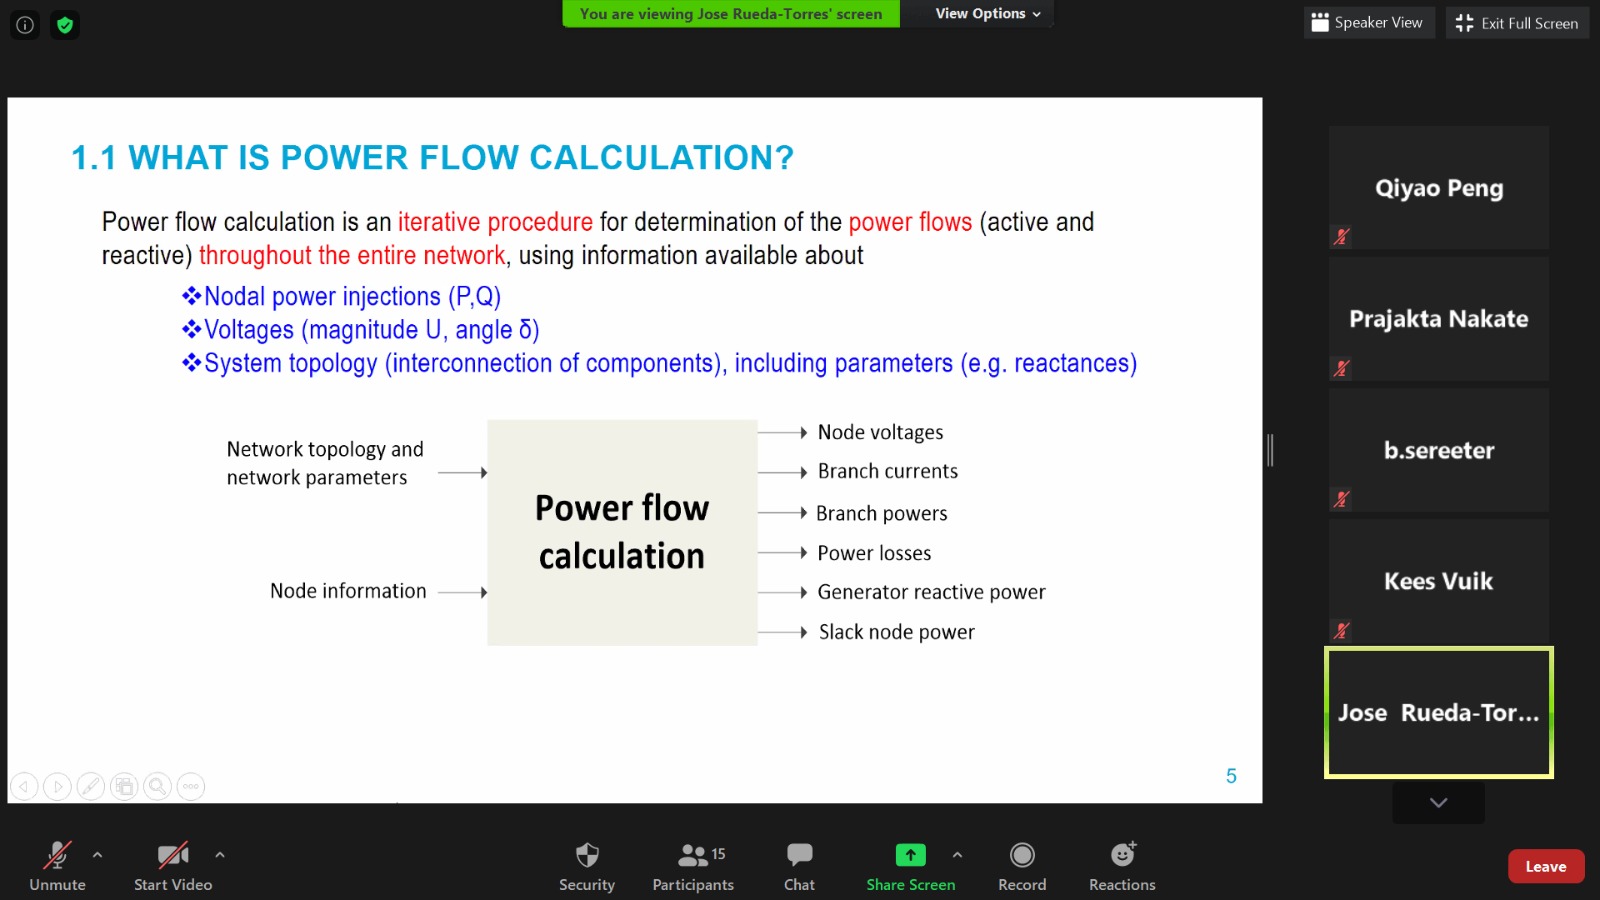 You are viewing Jose Rueda-Torres' screen
View Options
Speaker View
Exit Full Screen
1.1 WHAT IS POWER FLOW CALCULATION?
Power flow calculation is an iterative procedure for determination of the power flows (active and
reactive) throughout the entire network, using information available about
❖Nodal power injections (P,Q)
❖Voltages (magnitude U, angle δ)
❖System topology (interconnection of components), including parameters (e.g. reactances)
Network topology and
network parameters
Node information
Power flow
calculation
Node voltages
Branch currents
Branch powers
Power losses
Generator reactive power
Slack node power
5
Qiyao Peng
Prajakta Nakate
b.sereeter
Kees Vuik
Jose Rueda-Tor...
Unmute
Start Video
Security
15
Participants
Chat
Share Screen
Record
Reactions
Leave